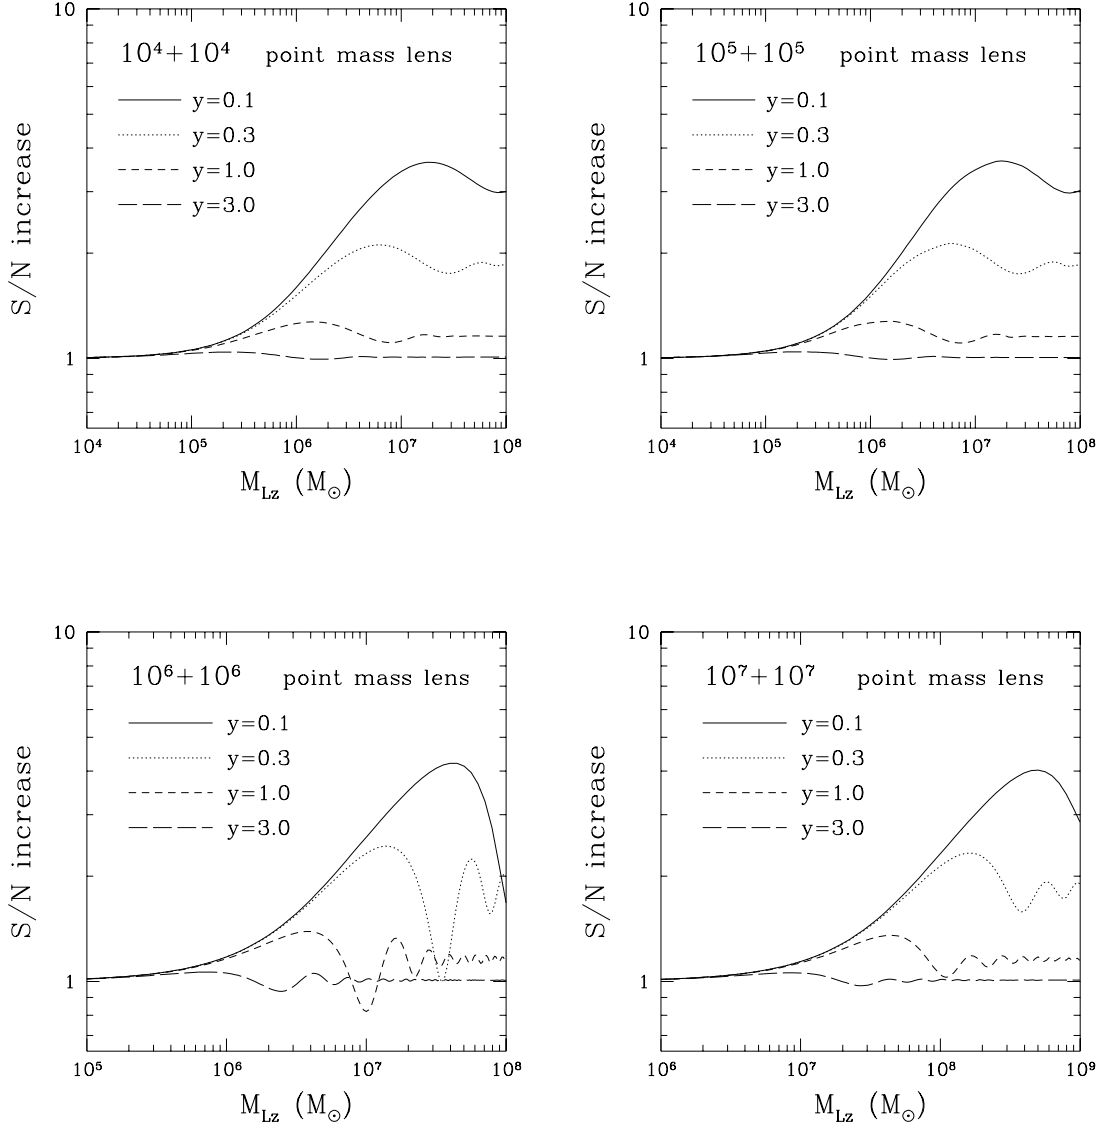 10
10⁴+10⁴ point mass lens
y=0.1
y=0.3
y=1.0
y=3.0
S/N increase
1
10⁴ 10⁵ 10⁶ 10⁷ 10⁸
M_Lz (M_⊙)
10
10⁵+10⁵ point mass lens
y=0.1
y=0.3
y=1.0
y=3.0
S/N increase
1
10⁴ 10⁵ 10⁶ 10⁷ 10⁸
M_Lz (M_⊙)
10
10⁶+10⁶ point mass lens
y=0.1
y=0.3
y=1.0
y=3.0
S/N increase
1
10⁵ 10⁶ 10⁷ 10⁸
M_Lz (M_⊙)
10
10⁷+10⁷ point mass lens
y=0.1
y=0.3
y=1.0
y=3.0
S/N increase
1
10⁶ 10⁷ 10⁸ 10⁹
M_Lz (M_⊙)